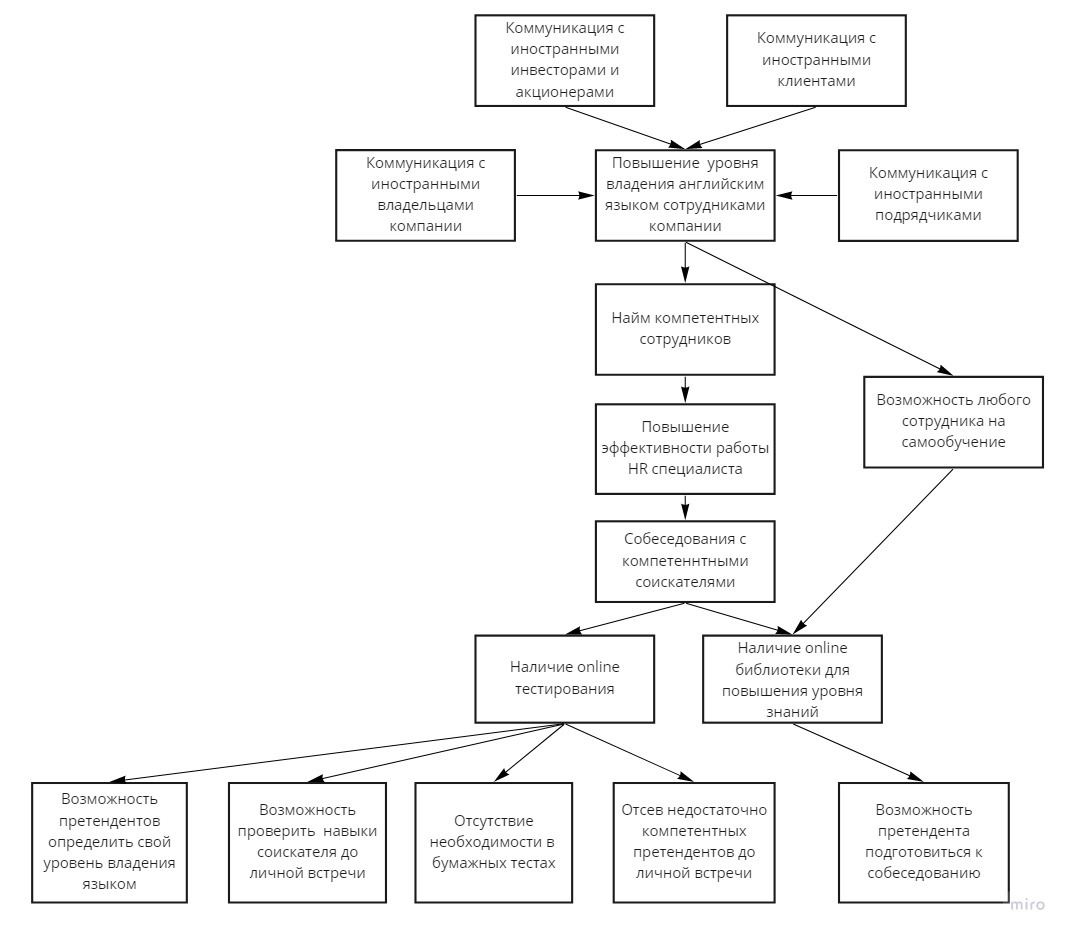 Коммуникация с
иностранными
инвесторами и
акционерами
Коммуникация с
иностранными
клиентами
Коммуникация с
иностранными
владельцами
компании
Повышение уровня
владения английским
языком сотрудниками
компании
Коммуникация с
иностранными
подрядчиками
Найм компетентных
сотрудников
Возможность любого
сотрудника на
самообучение
Повышение
эффективности работы
HR специалиста
Собеседования с
компетеннтными
соискателями
Наличие online
тестирования
Наличие online
библиотеки для
повышения уровня
знаний
Возможность
претендентов
определить свой
уровень владения
языком
Возможность
проверить навыки
соискателя до
личной встречи
Отсутствие
необходимости в
бумажных тестах
Отсев недостаточно
компетентных
претендентов до
личной встречи
Возможность
претендента
подготовиться к
собеседованию
miro